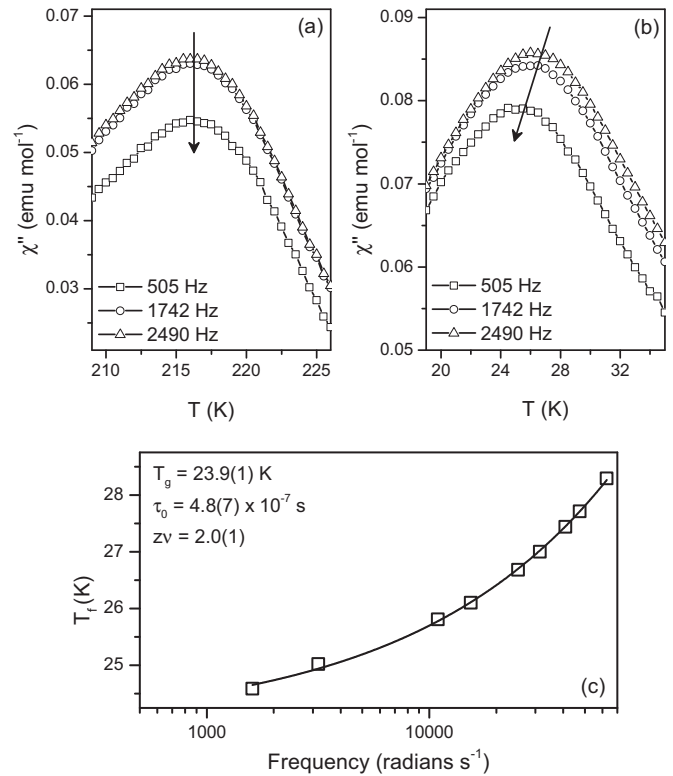 (a)
0.07
0.06
0.05
0.04
0.03
χ" (emu mol⁻¹)
505 Hz
1742 Hz
2490 Hz
210 215 220 225
T (K)
(b)
0.09
0.08
0.07
0.06
0.05
χ" (emu mol⁻¹)
505 Hz
1742 Hz
2490 Hz
20 24 28 32
T (K)
T_g = 23.9(1) K
τ₀ = 4.8(7) x 10⁻⁷ s
zν = 2.0(1)
28
27
26
25
T_f (K)
(c)
1000 10000
Frequency (radians s⁻¹)